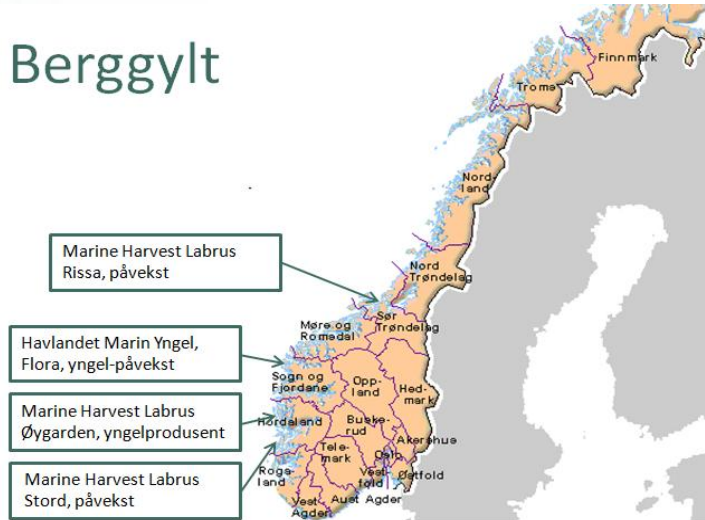 Berggylt
Finnmark
Troms
Nord-
land
Marine Harvest Labrus
Rissa, påvekst
Nord
Trøndelag
Sør
Trøndelag
Møre og
Romsdal
Havlandet Marin Yngel,
Flora, yngel-påvekst
Sogn og
Fjordane
Opp-
land
Hed-
mark
Marine Harvest Labrus
Øygarden, yngelprodusent
Hordaland
Buske-
rud
Akershus
Oslo
Tele-
mark
Vest-
fold
Østfold
Marine Harvest Labrus
Stord, påvekst
Roga-
land
Aust Agder
Vest
Agder